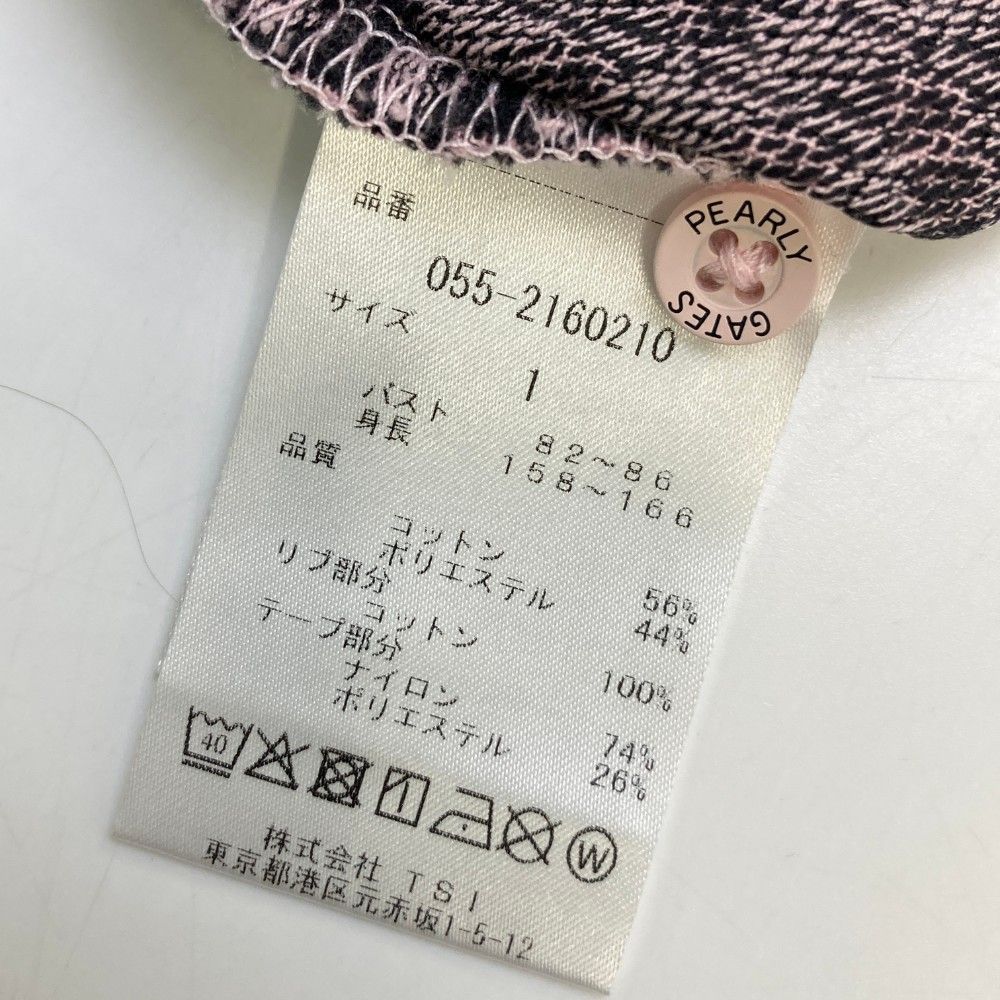 PEARLY
GATES
品番
055-2160210
サイズ
1
バスト 82~86
身長 158~166
品質
コットン 56%
ポリエステル 44%
リブ部分
コットン 100%
テープ部分
ナイロン 74%
ポリエステル 26%
40
W
株式会社 TSI
東京都港区元赤坂1-5-12